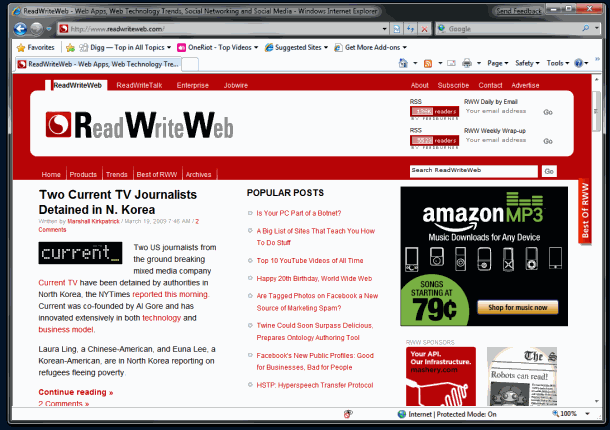 ReadWriteWeb - Web Apps, Web Technology Trends, Social Networking and Social Media - Windows Internet Explorer
Send Feedback
http://www.readwriteweb.com/
Google
Favorites
Digg — Top in All Topics
OneRiot - Top Videos
Suggested Sites
Get More Add-ons
ReadWriteWeb - Web Apps, Web Technology Tre...
Page
Safety
Tools
ReadWriteWeb
ReadWriteTalk
Enterprise
Jobwire
About
Subscribe
Contact
Advertise
ReadWriteWeb
RSS
RWW Daily by Email
readers
Your email address
Go
BY FEEDBURNER
RSS
RWW Weekly Wrap-up
readers
Your email address
Go
BY FEEDBURNER
Home
Products
Trends
Best of RWW
Archives
Search ReadWriteWeb
Go
Two Current TV Journalists
Detained in N. Korea
Written by Marshall Kirkpatrick / March 19, 2009 7:46 AM / 2
Comments
current_
Two US journalists from
the ground breaking
mixed media company
Current TV have been detained by authorities in
North Korea, the NYTimes reported this morning.
Current was co-founded by Al Gore and has
innovated extensively in both technology and
business model.
Laura Ling, a Chinese-American, and Euna Lee, a
Korean-American, are in North Korea reporting on
refugees fleeing poverty
Continue reading »
2 Comments »
POPULAR POSTS
Is Your PC Part of a Botnet?
A Big List of Sites That Teach You How
To Do Stuff
Top 10 YouTube Videos of All Time
Happy 20th Birthday, World Wide Web
Are Tagged Photos on Facebook a New
Source of Marketing Spam?
Twine Could Soon Surpass Delicious,
Prepares Ontology Authoring Tool
Facebook's New Public Profiles: Good
for Businesses, Bad for People
HSTP: Hyperspeech Transfer Protocol
amazonMP3
Music Downloads for Any Device
SONGS
STARTING AT
79¢
Shop for music now
Best Of RWW
RWW SPONSORS
Your API.
Our Infrastructure.
mashery.com
The S
Robots can read!
Internet | Protected Mode: On
100%